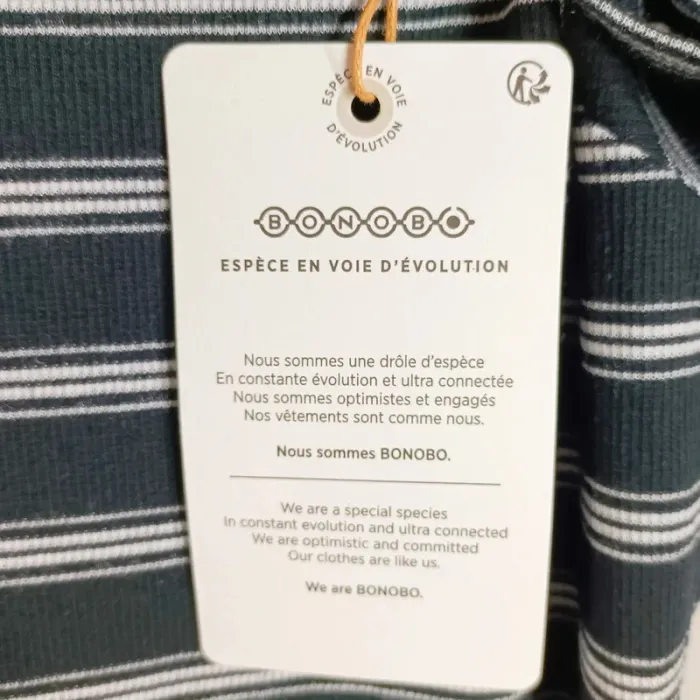 ESPÈCE EN VOIE
D'ÉVOLUTION
BONOBO
ESPÈCE EN VOIE D'ÉVOLUTION
Nous sommes une drôle d'espèce
En constante évolution et ultra connectée
Nous sommes optimistes et engagés
Nos vêtements sont comme nous.
Nous sommes BONOBO.
We are a special species
In constant evolution and ultra connected
We are optimistic and committed
Our clothes are like us.
We are BONOBO.